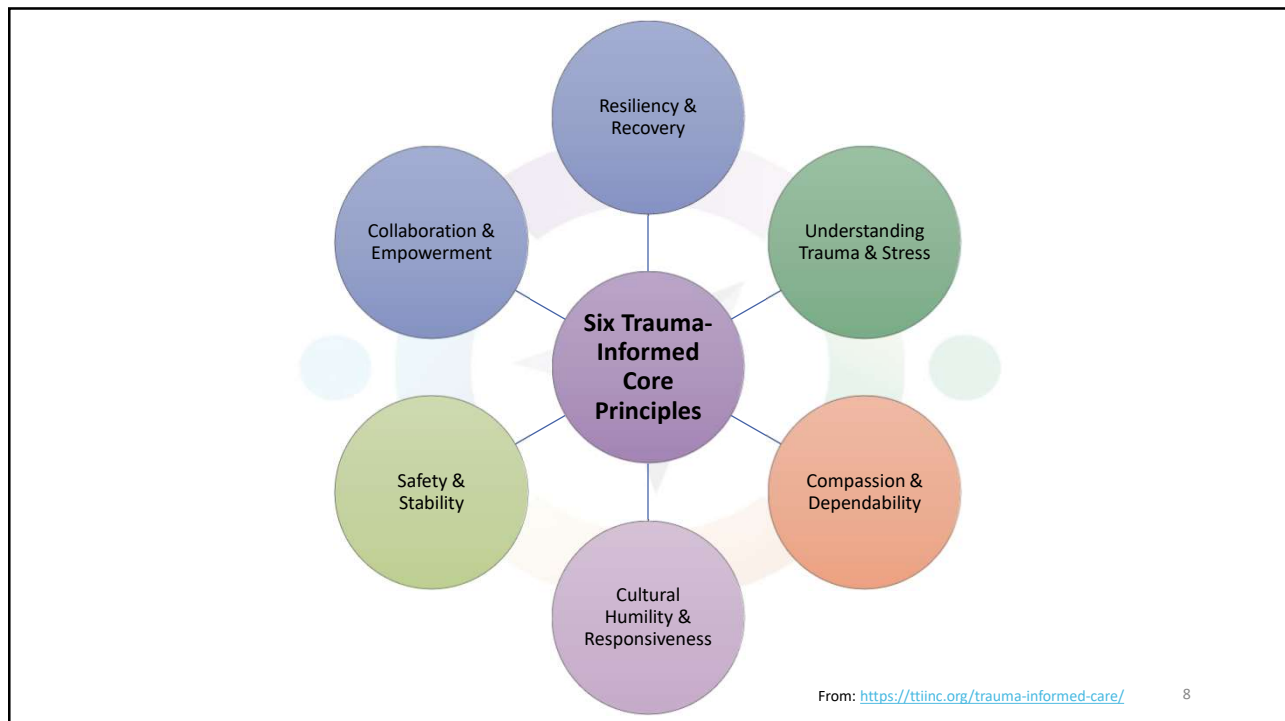 Resiliency &
Recovery
Understanding
Trauma & Stress
Compassion &
Dependability
Cultural
Humility &
Responsiveness
Safety &
Stability
Collaboration &
Empowerment
Six Trauma-
Informed
Core
Principles
From: https://ttiinc.org/trauma-informed-care/
8